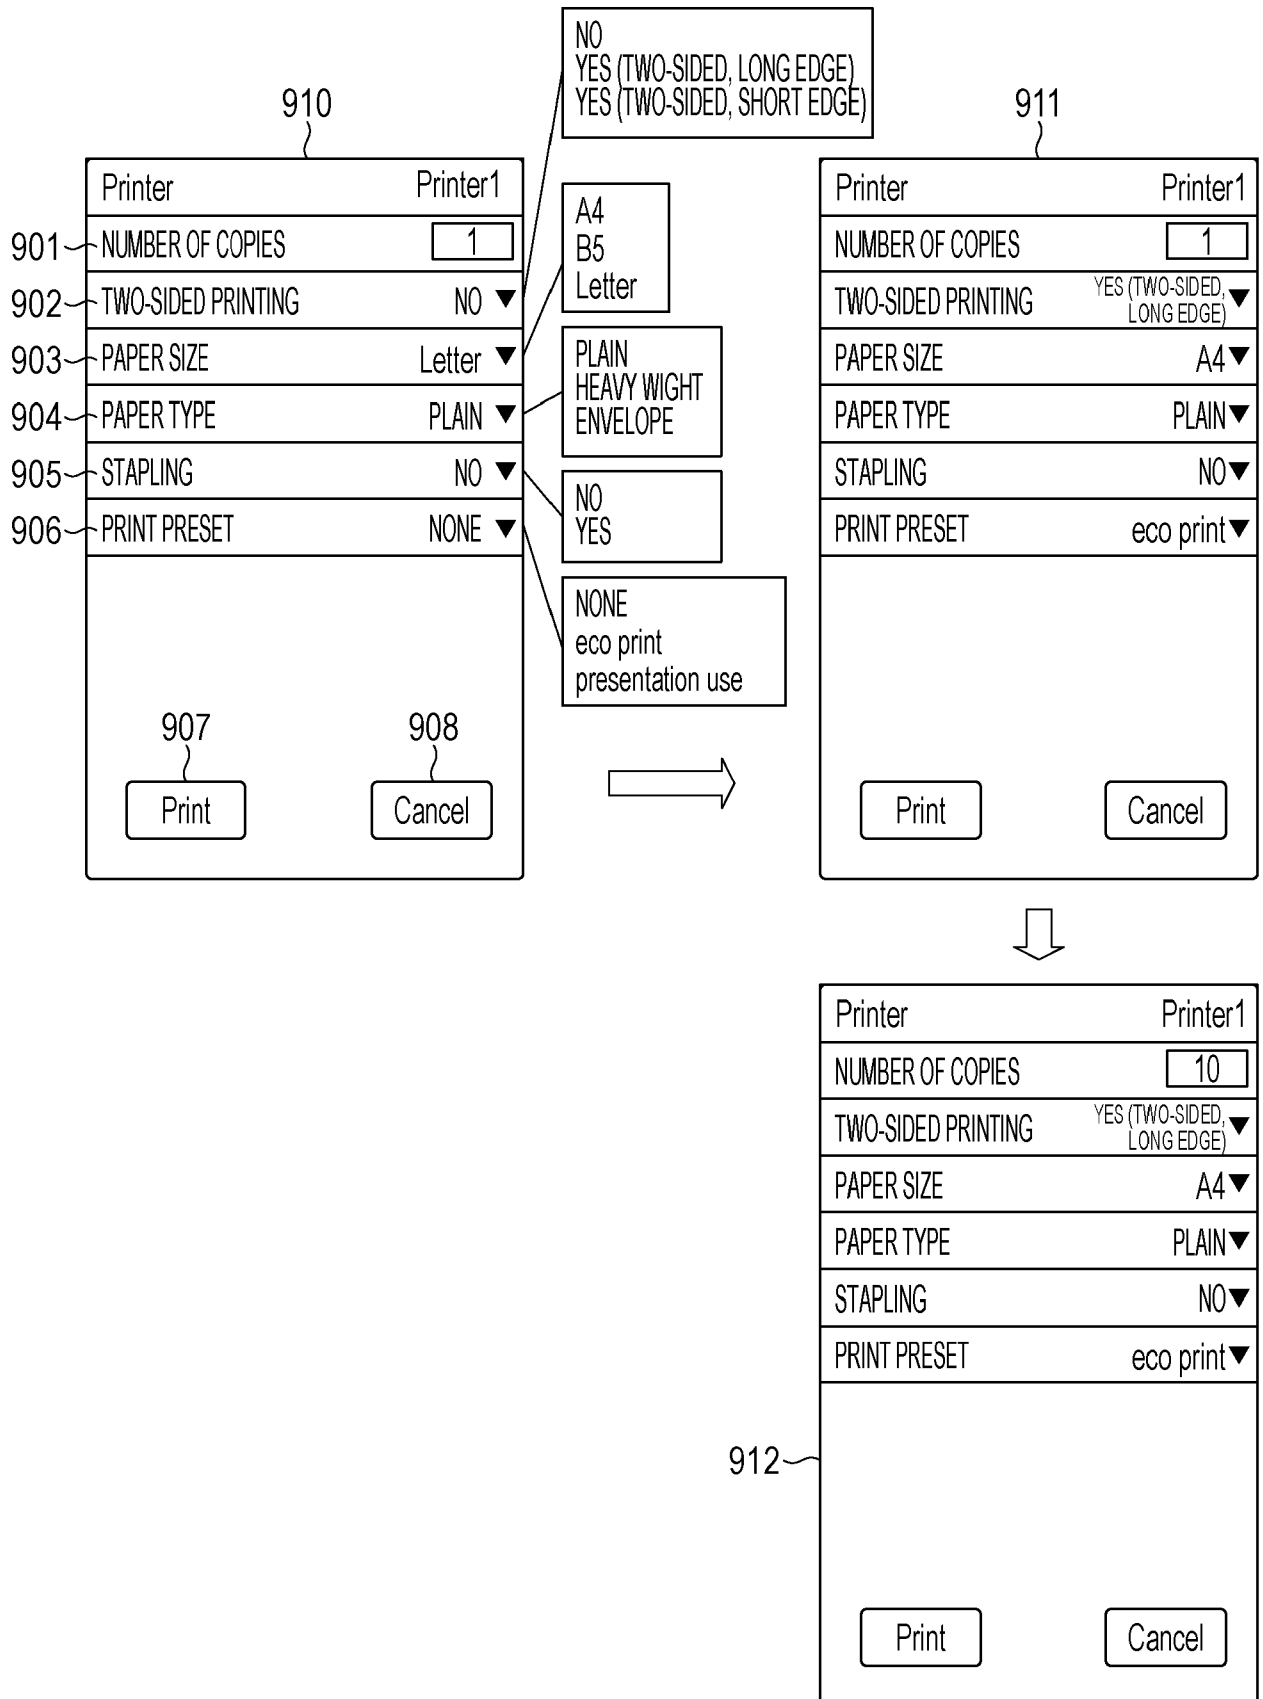 910
Printer Printer1
901 NUMBER OF COPIES 1
902 TWO-SIDED PRINTING NO ▼
903 PAPER SIZE Letter ▼
904 PAPER TYPE PLAIN ▼
905 STAPLING NO ▼
906 PRINT PRESET NONE ▼
907 908
Print Cancel
NO
YES (TWO-SIDED, LONG EDGE)
YES (TWO-SIDED, SHORT EDGE)
A4
B5
Letter
PLAIN
HEAVY WIGHT
ENVELOPE
NO
YES
NONE
eco print
presentation use
911
Printer Printer1
NUMBER OF COPIES 1
TWO-SIDED PRINTING YES (TWO-SIDED,
LONG EDGE) ▼
PAPER SIZE A4 ▼
PAPER TYPE PLAIN ▼
STAPLING NO ▼
PRINT PRESET eco print ▼
Print Cancel
912
Printer Printer1
NUMBER OF COPIES 10
TWO-SIDED PRINTING YES (TWO-SIDED,
LONG EDGE) ▼
PAPER SIZE A4 ▼
PAPER TYPE PLAIN ▼
STAPLING NO ▼
PRINT PRESET eco print ▼
Print Cancel